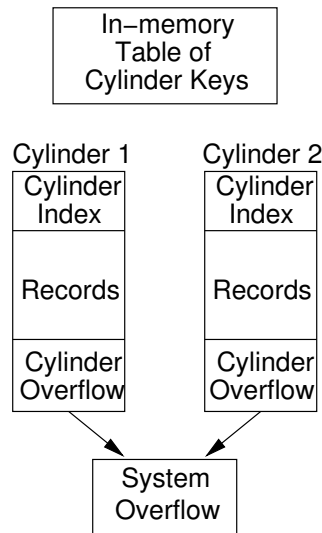 In−memory
Table of
Cylinder Keys
Cylinder 1
Cylinder
Index
Records
Cylinder
Overflow
Cylinder 2
Cylinder
Index
Records
Cylinder
Overflow
System
Overflow